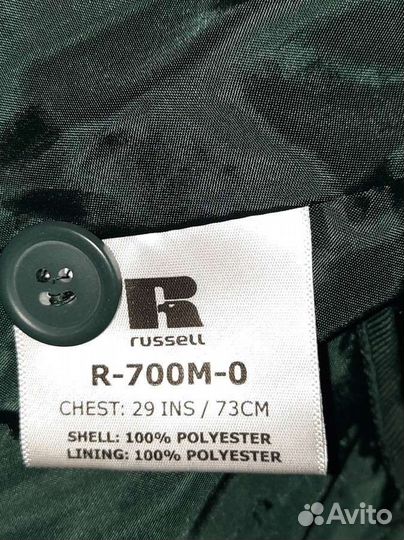 R
russell
R-700M-0
CHEST: 29 INS / 73CM
SHELL: 100% POLYESTER
LINING: 100% POLYESTER
Avito